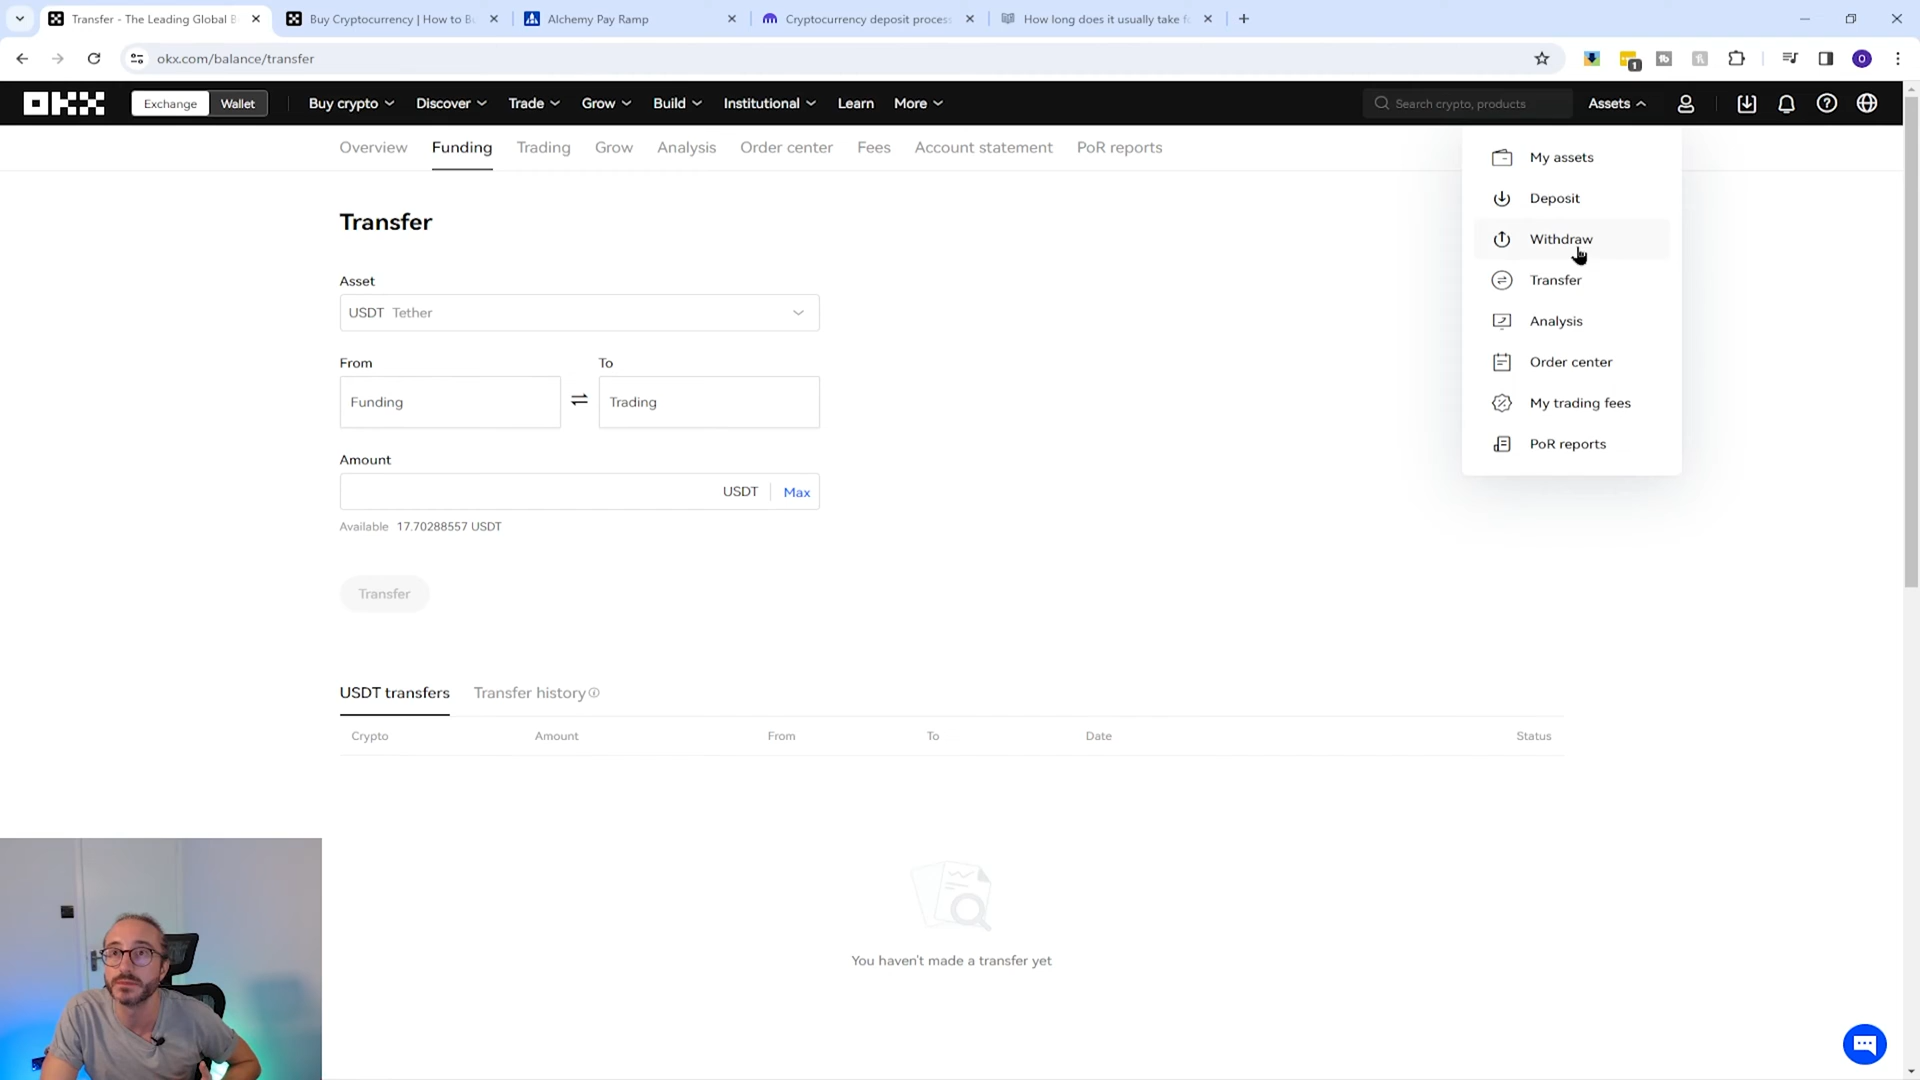 Transfer - The Leading Global B
Buy Cryptocurrency | How to Bu
Alchemy Pay Ramp
Cryptocurrency deposit process
How long does it usually take f
okx.com/balance/transfer
1
O
OKX
Exchange
Wallet
Buy crypto
Discover
Trade
Grow
Build
Institutional
Learn
More
Search crypto, products
Assets
Overview
Funding
Trading
Grow
Analysis
Order center
Fees
Account statement
PoR reports
My assets
Deposit
Withdraw
Transfer
Analysis
Order center
My trading fees
PoR reports
Transfer
Asset
USDT Tether
From
To
Funding
Trading
Amount
USDT
Max
Available 17.70288557 USDT
Transfer
USDT transfers
Transfer history
Crypto
Amount
From
To
Date
Status
You haven't made a transfer yet